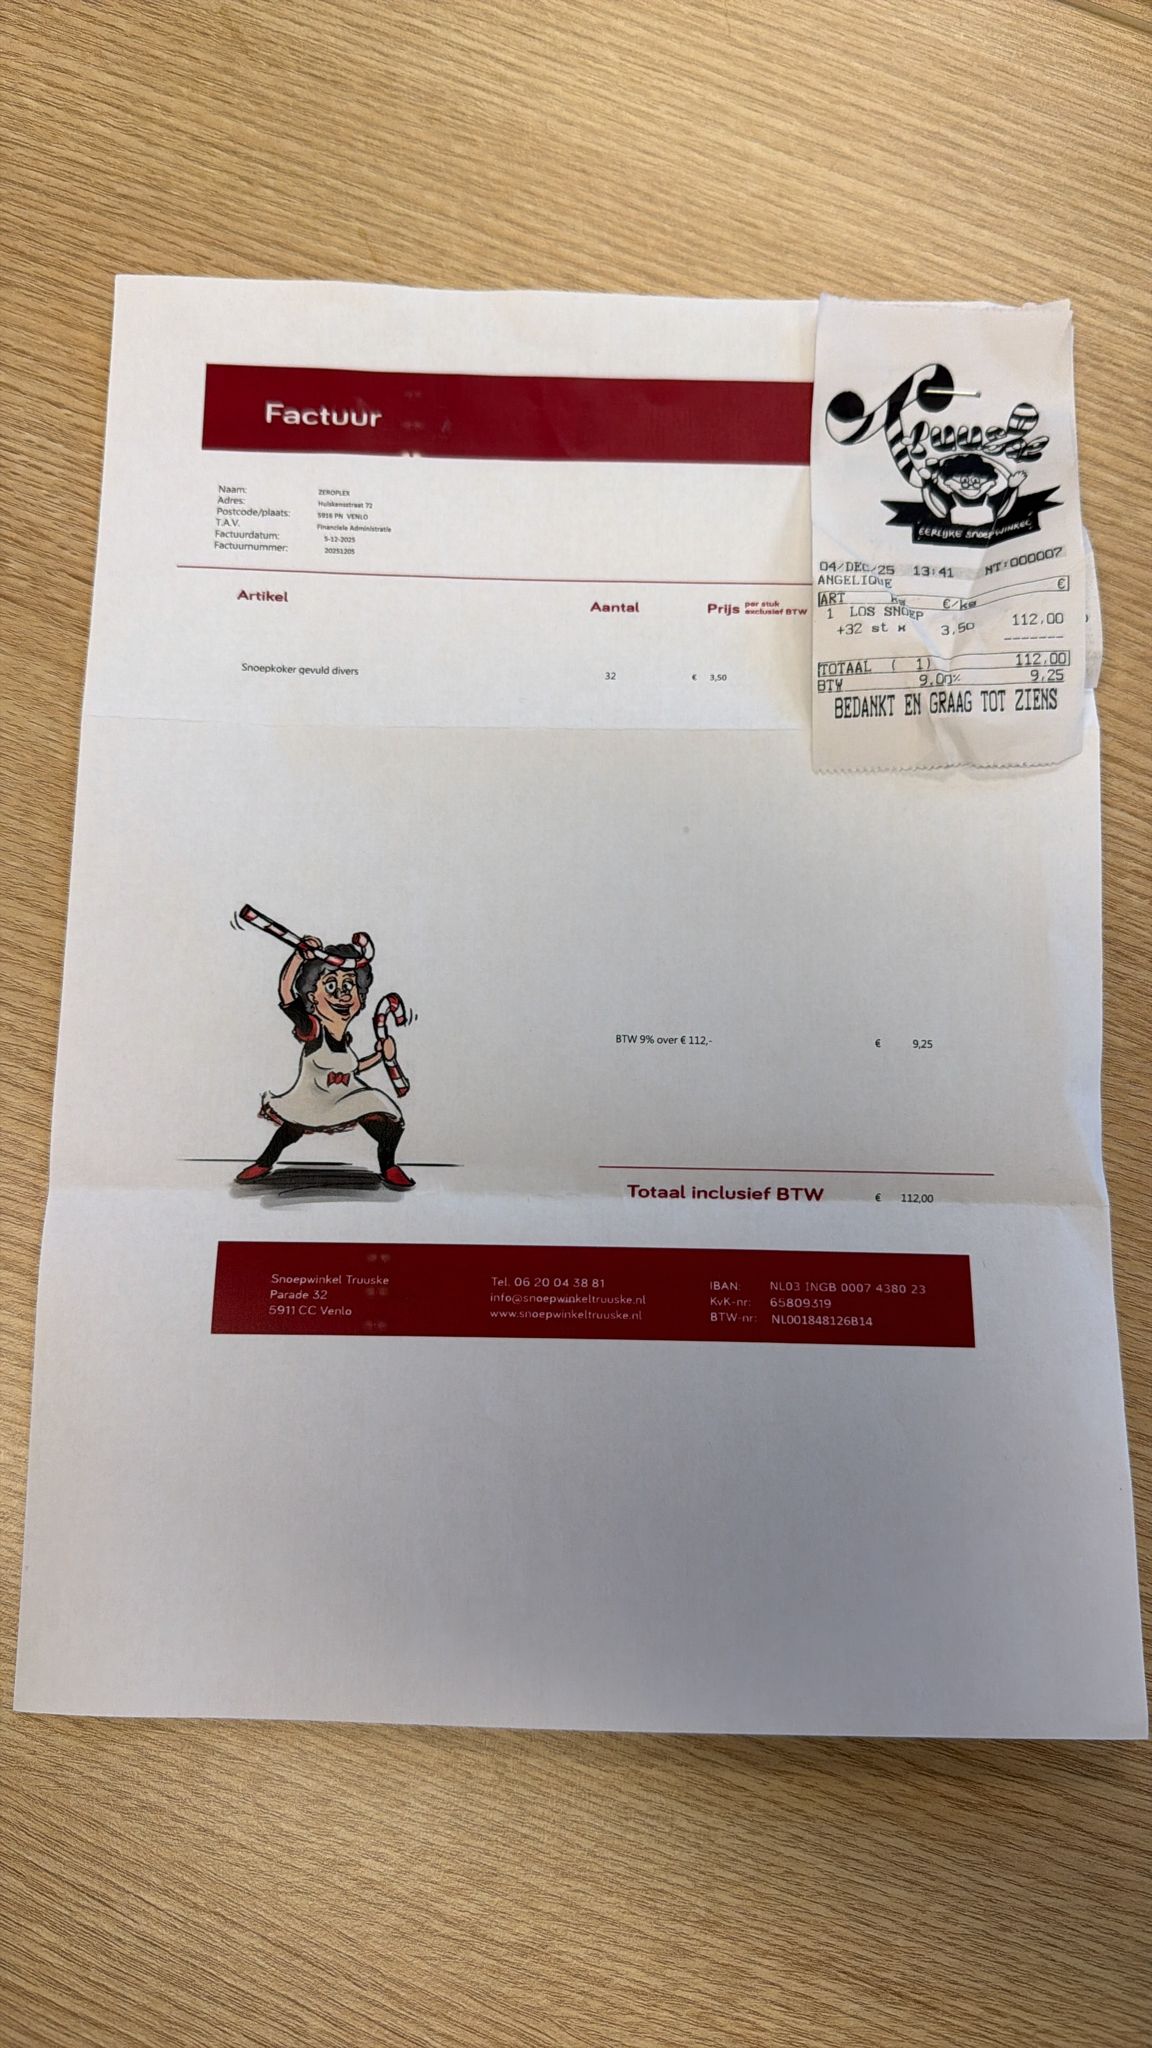 Factuur
Naam: ZEROPLEX
Adres: Hulskensstraat 72
Postcode/plaats: 5916 PN VENLO
T.A.V. Financiele Administratie
Factuurdatum: 5-12-2025
Factuurnummer: 20251205
Artikel Aantal Prijs per stuk exclusief BTW
Snoepkoker gevuld divers 32 € 3,50
BTW 9% over € 112,- € 9,25
Totaal inclusief BTW € 112,00
Snoepwinkel Truuske
Parade 32
5911 CC Venlo
Tel. 06 20 04 38 81
info@snoepwinkeltruuske.nl
www.snoepwinkeltruuske.nl
IBAN: NL03 INGB 0007 4380 23
KvK-nr: 65809319
BTW-nr: NL001848126B14
Truuske
EERLIJKE SNOEPWINKEL
04/DEC/25 13:41 NT:000007
ANGELIQUE €
ART kg €/kg
1 LOS SNOEP 112,00
+32 st x 3,50
-------
TOTAAL ( 1) 112,00
BTW 9.00% 9,25
BEDANKT EN GRAAG TOT ZIENS